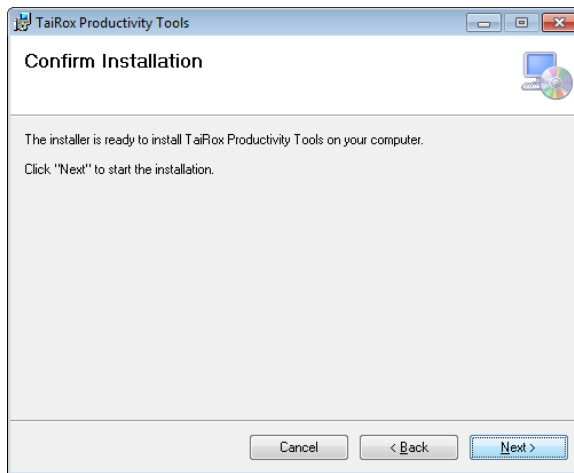 TaiRox Productivity Tools
Confirm Installation
The installer is ready to install TaiRox Productivity Tools on your computer.
Click "Next" to start the installation.
Cancel
< Back
Next >